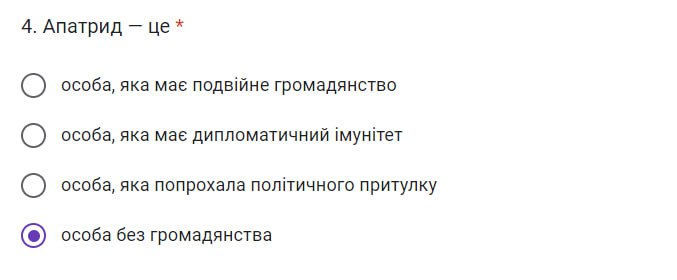 4. Апатрид — це *
особа, яка має подвійне громадянство
особа, яка має дипломатичний імунітет
особа, яка попрохала політичного притулку
особа без громадянства